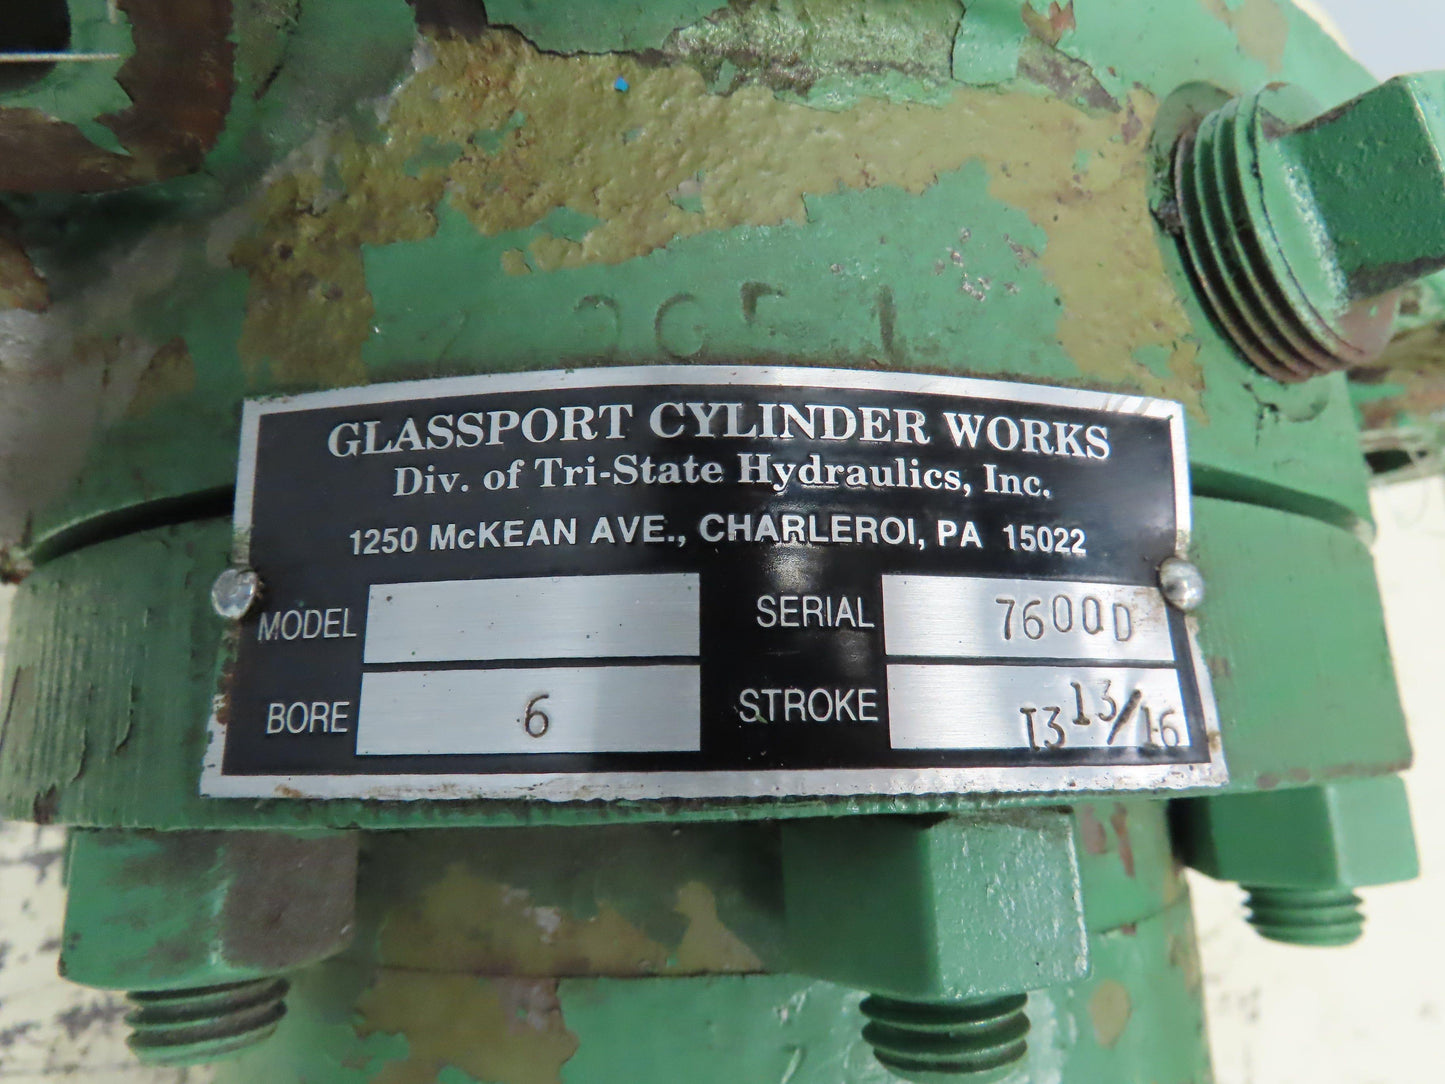 GLASSPORT CYLINDER WORKS
Div. of Tri-State Hydraulics, Inc.
1250 McKEAN AVE., CHARLEROI, PA 15022
MODEL
SERIAL 7600D
BORE 6
STROKE 13 13/16